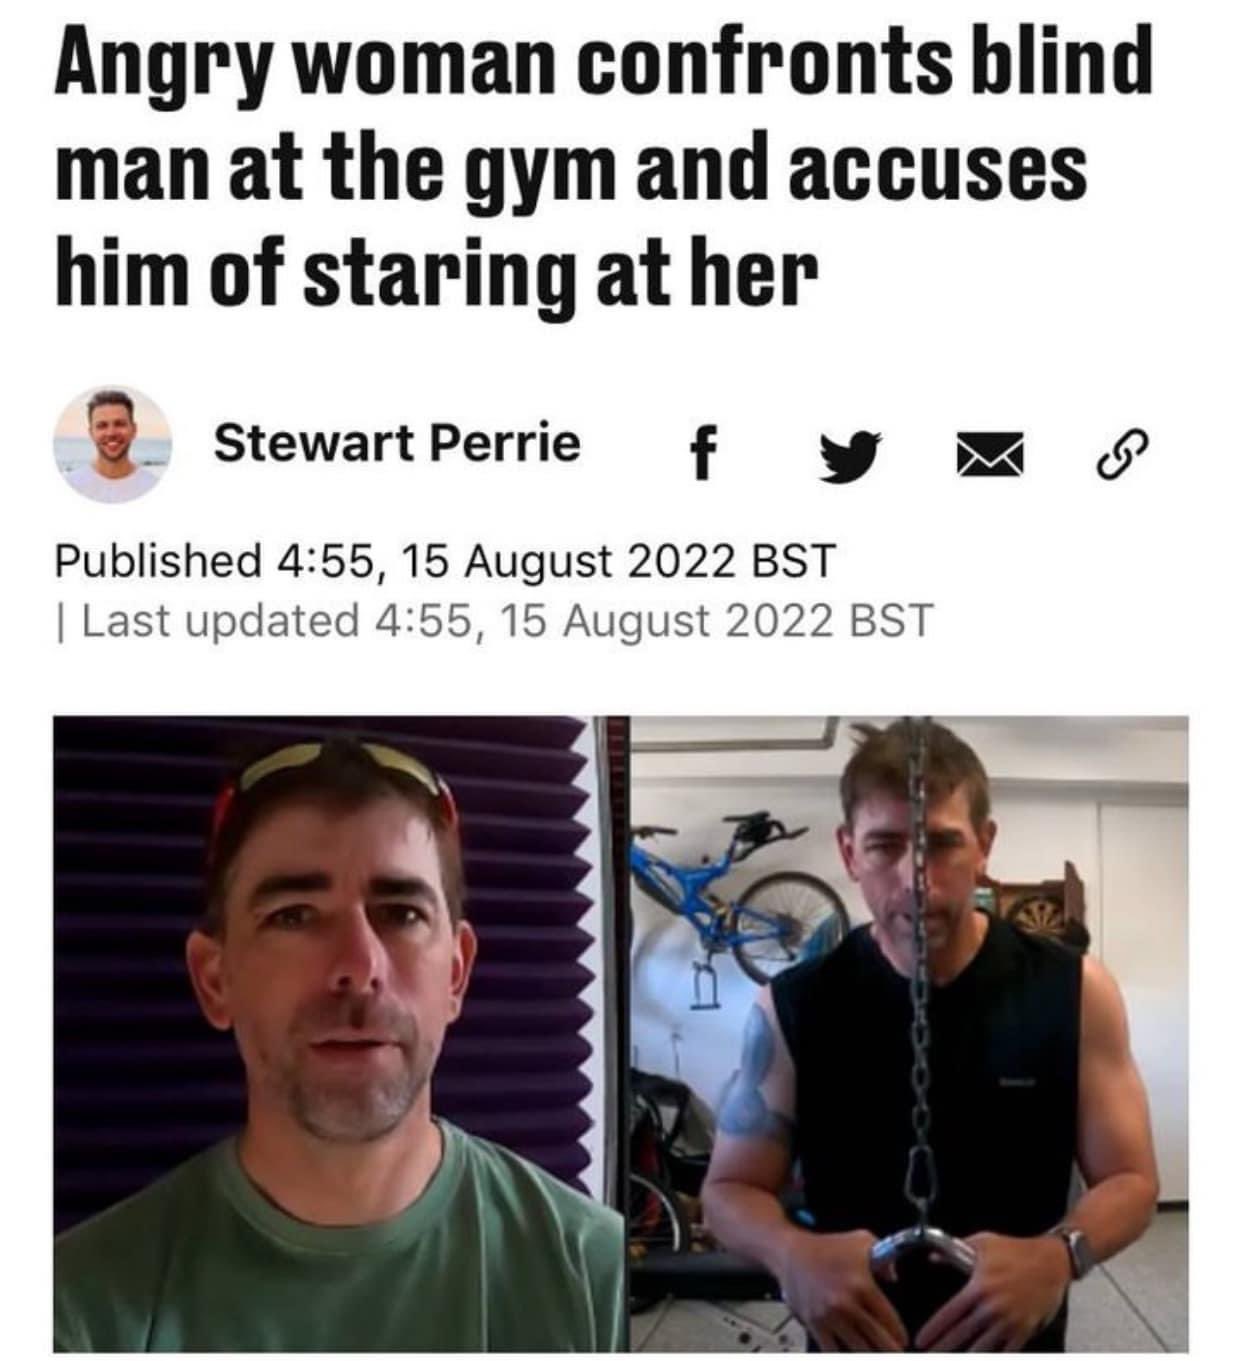 Angry woman confronts blind
man at the gym and accuses
him of staring at her
Stewart Perrie
Published 4:55, 15 August 2022 BST
| Last updated 4:55, 15 August 2022 BST